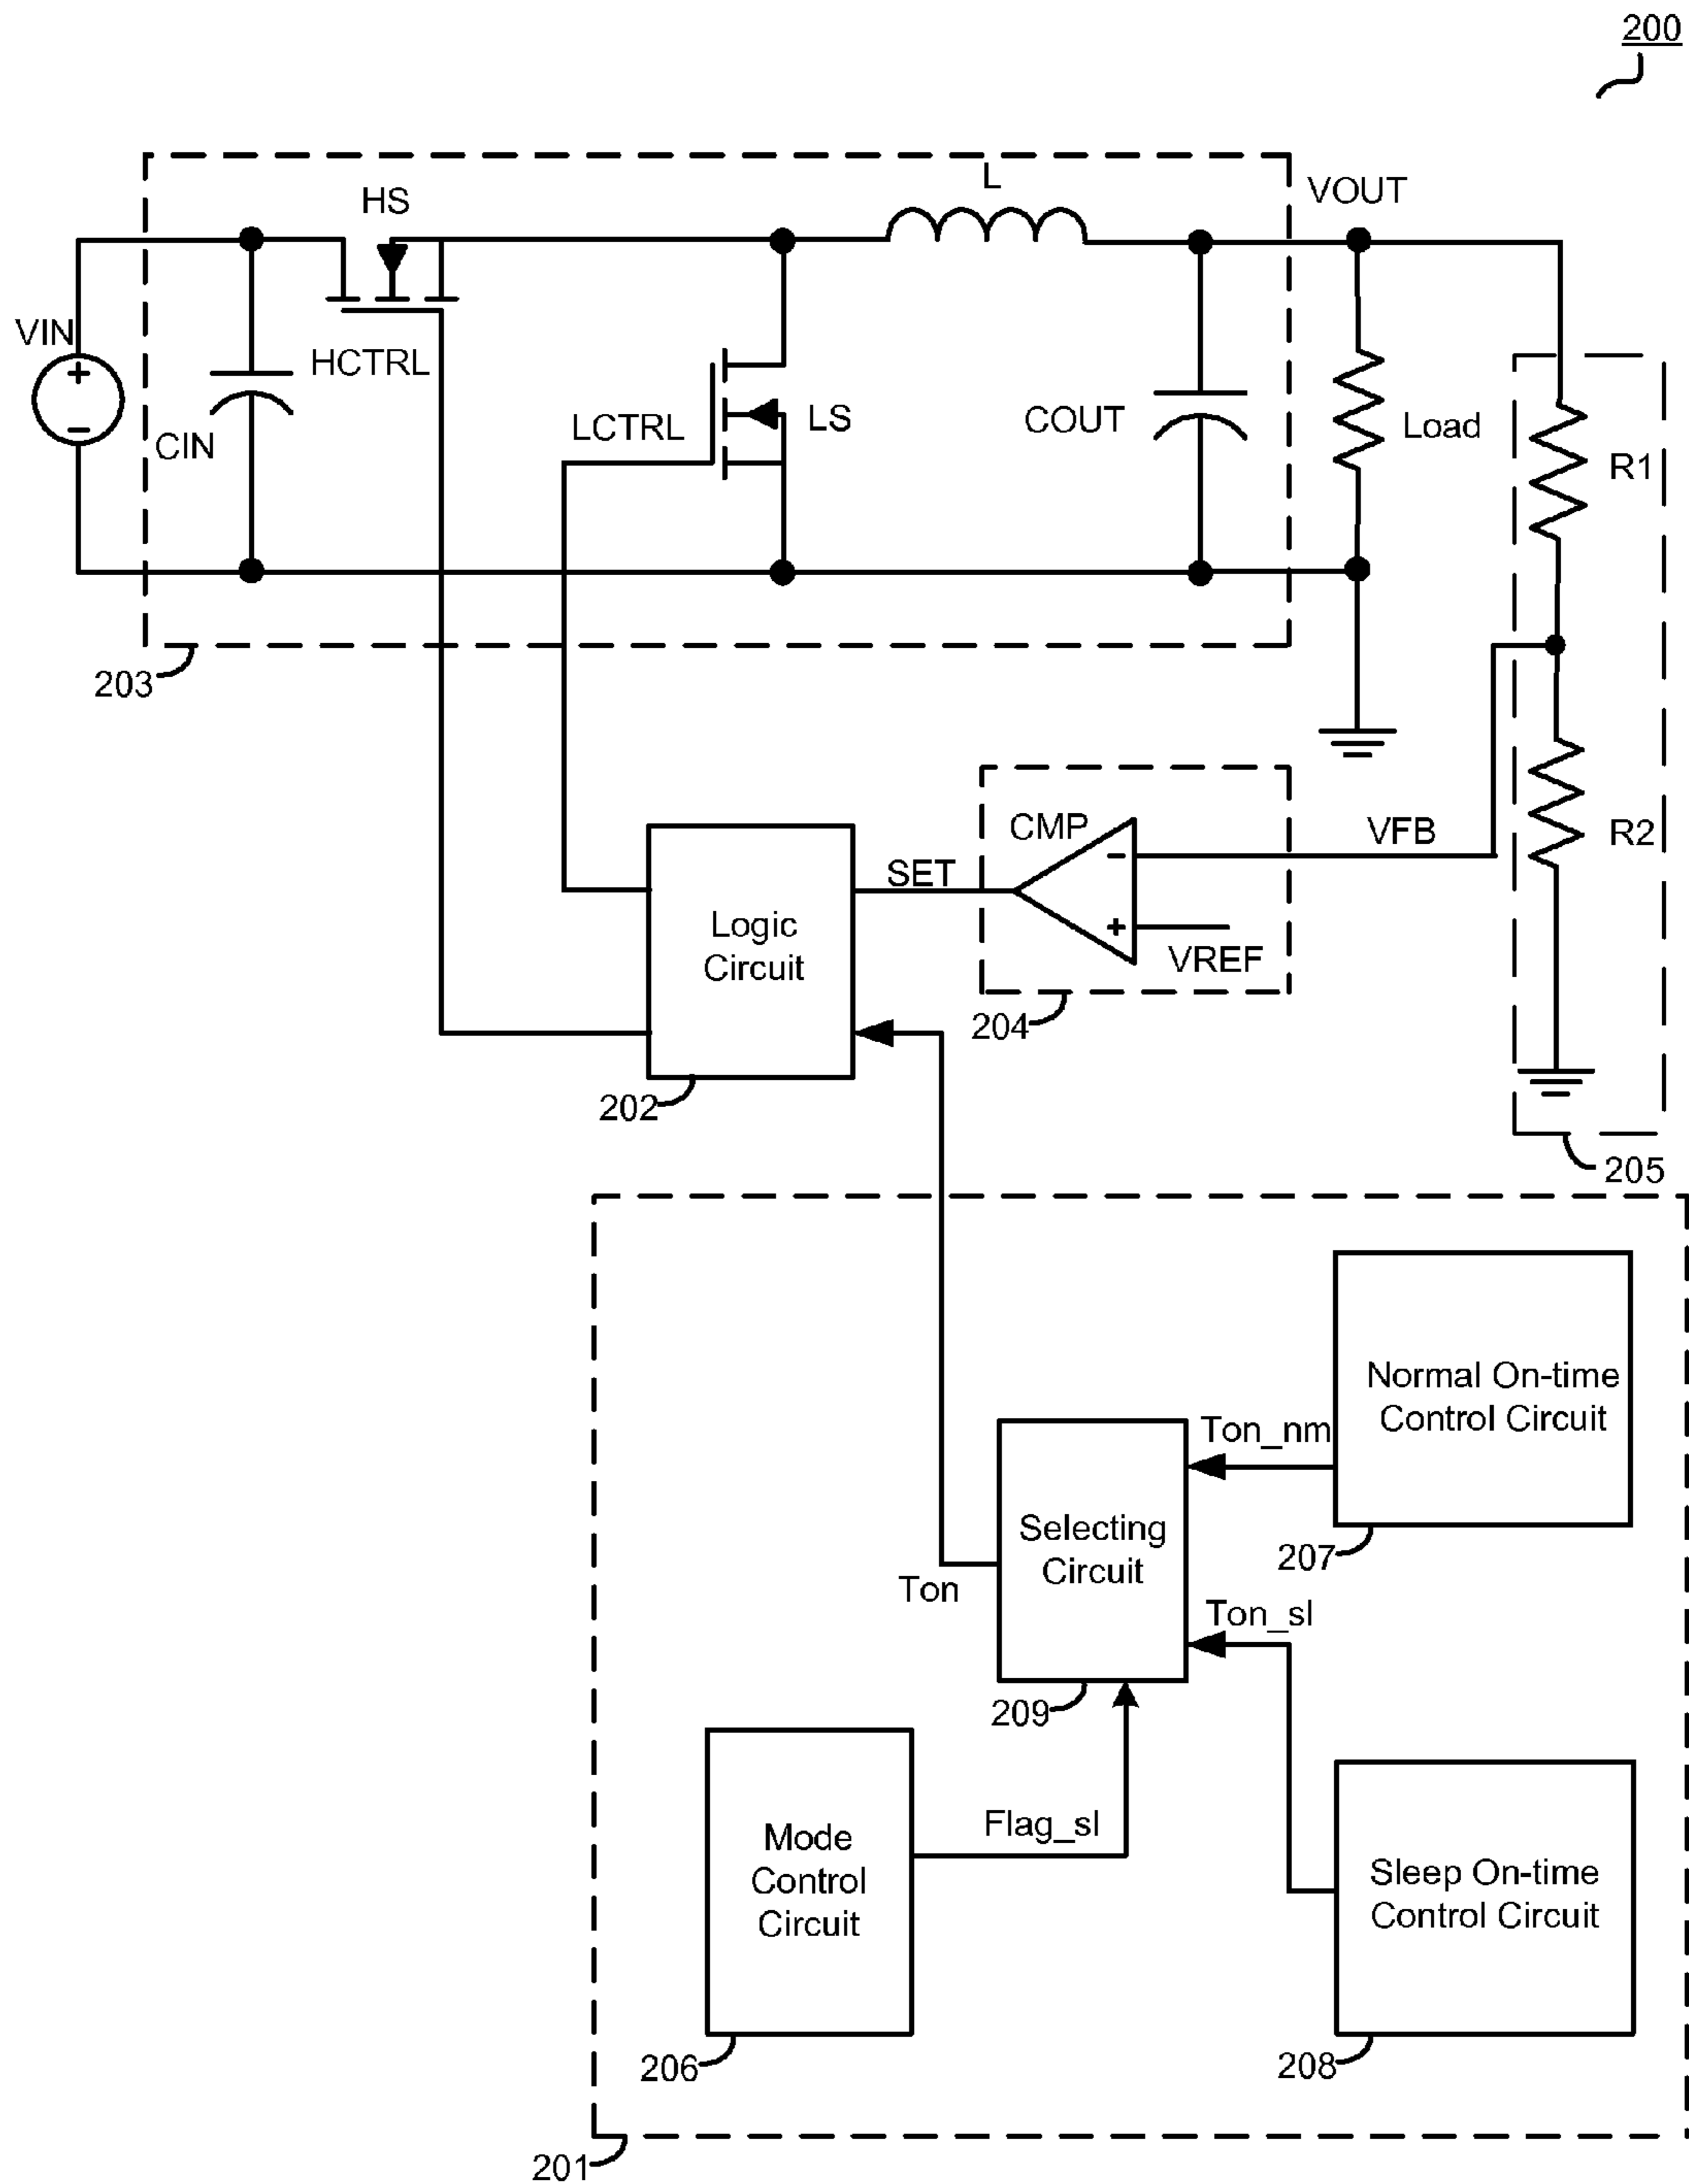 200
HS
L
VOUT
VIN
+
−
HCTRL
CIN
LCTRL
LS
COUT
Load
R1
203
CMP
-
+
VFB
SET
VREF
R2
Logic
Circuit
204
202
205
Normal On-time
Control Circuit
Ton_nm
Selecting
Circuit
207
Ton
Ton_sl
209
Mode
Control
Circuit
Flag_sl
Sleep On-time
Control Circuit
206
208
201